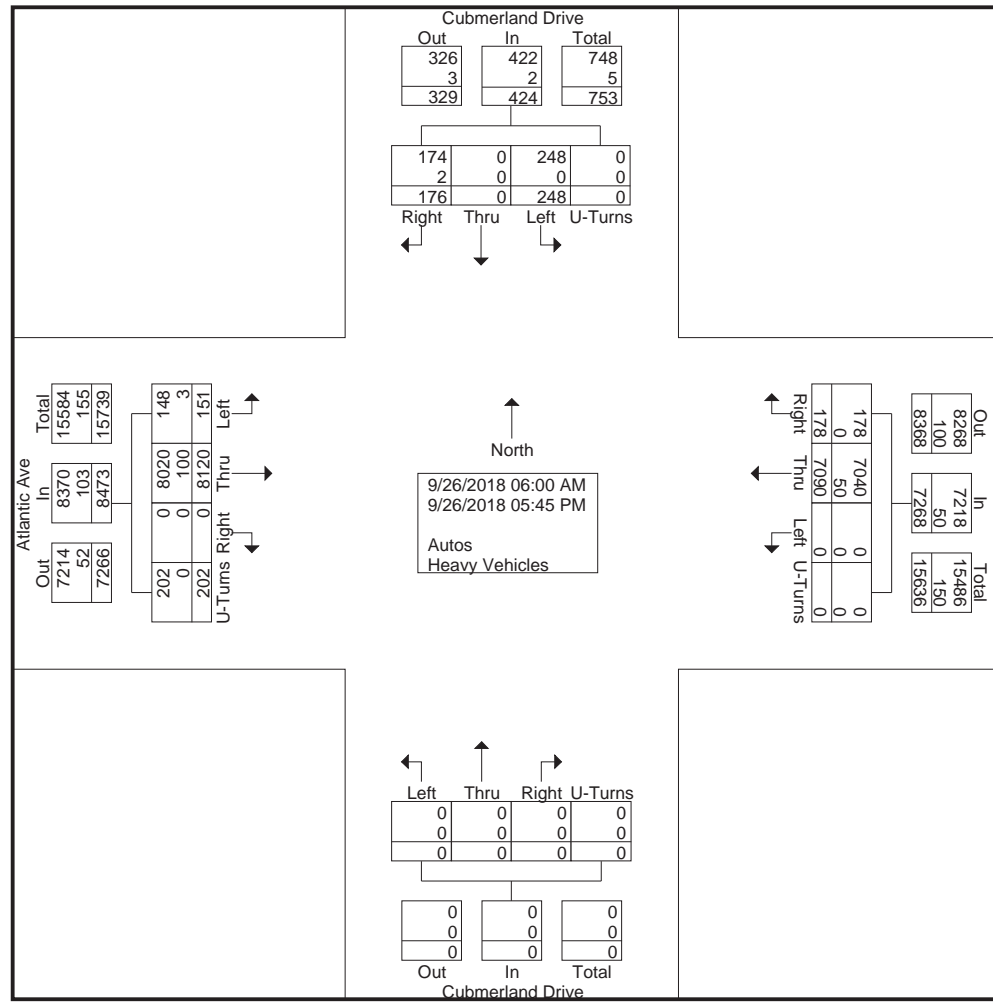 Cubmerland Drive
Out In Total
326 422 748
3 2 5
329 424 753
174 0 248 0
2 0 0 0
176 0 248 0
Right Thru Left U-Turns
Atlantic Ave
Total In Out
15584 8370 7214
155 103 52
15739 8473 7266
148 8020 0 202
3 100 0 0
151 8120 0 202
Left Thru Right U-Turns
North
9/26/2018 06:00 AM
9/26/2018 05:45 PM
Autos
Heavy Vehicles
Right Thru Left U-Turns
178 7090 0 0
0 50 0 0
178 7040 0 0
8368 7268 15636
100 50 150
8268 7218 15486
Out In Total
Left Thru Right U-Turns
0 0 0 0
0 0 0 0
0 0 0 0
0 0 0
0 0 0
0 0 0
Out In Total
Cubmerland Drive